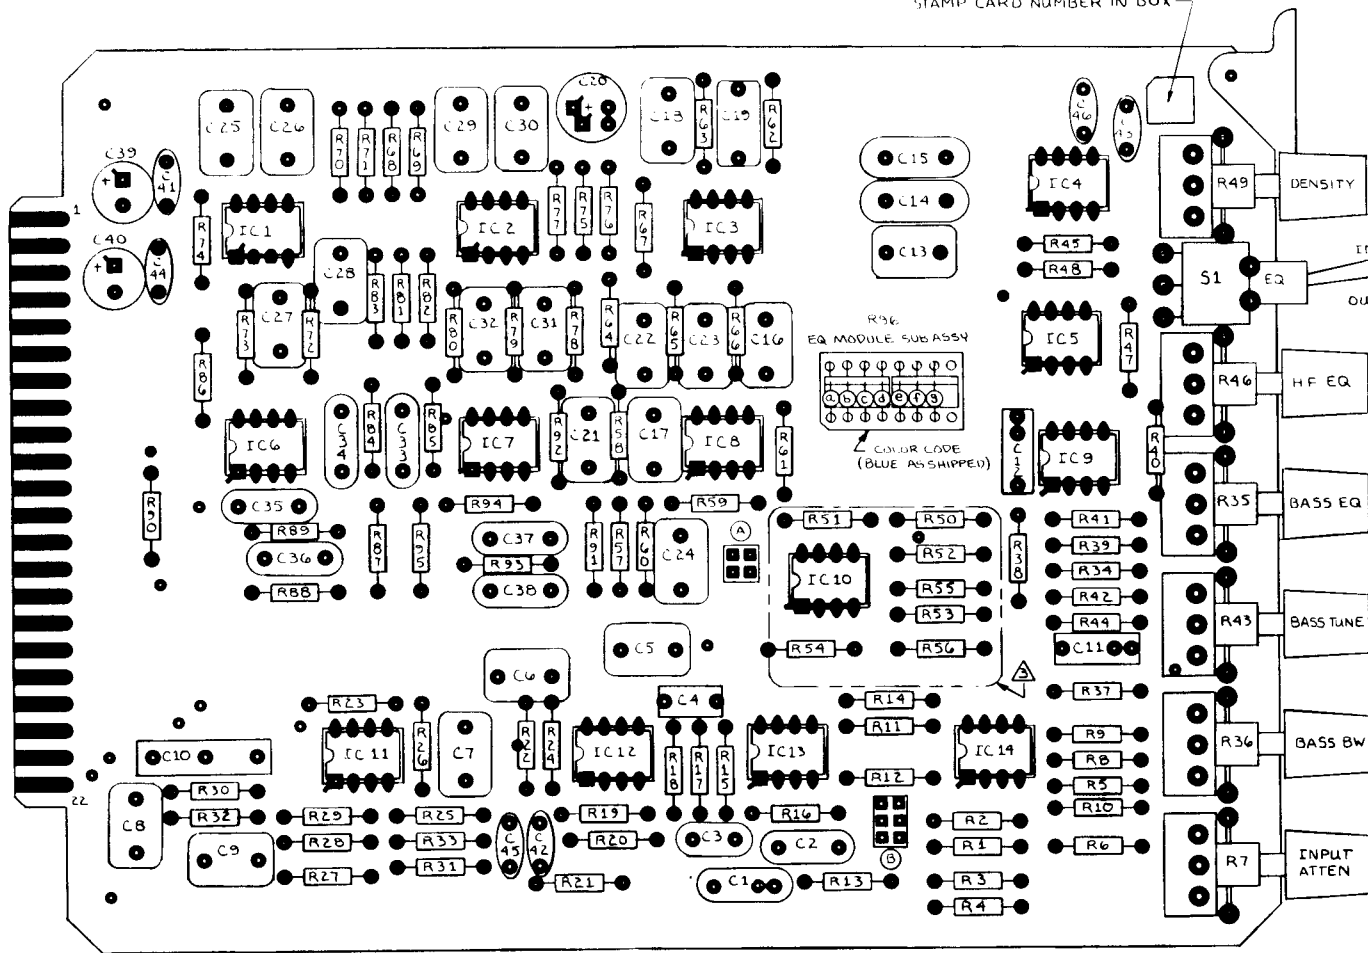 STAMP CARD NUMBER IN BOX
C20
C25
C26
R70
R71
R68
R69
C29
C30
C18
R63
C19
R62
C46
C43
C39
C41
C15
IC4
R49
DENSITY
R74
IC1
IC2
R77
R75
R76
R67
IC3
C14
1
C40
C44
C28
C13
R45
R48
S1
EQ
R83
R81
R82
C27
R73
R72
R80
C32
R79
C31
R78
R64
C22
R65
C23
R66
C16
R96
EQ MODULE SUB ASSY
IC5
R47
R86
a b c d e f g
R46
HF EQ
COLOR CODE
(BLUE AS SHIPPED)
IC6
C34
R84
C33
R85
IC7
R92
C21
R58
C17
IC8
R61
C12
IC9
R40
R90
C35
R94
R59
R35
BASS EQ
R89
R87
R95
C37
R91
R57
R60
C24
A
R51
R50
R41
C36
R93
IC10
R52
R38
R39
R88
C38
R55
R34
R53
R42
R44
R43
BASS TUNE
C5
R54
R56
C11
C6
3
R23
C4
R14
R37
R26
C7
R22
R24
R11
C10
IC11
IC12
R18
R17
R15
IC13
IC14
R9
R36
BASS BW
R8
R30
R12
R5
22
R10
C8
R32
R29
R25
R19
R16
R2
R28
R33
C45
C42
R20
C3
C2
B
R1
R6
C9
R7
INPUT
ATTEN
R27
R31
R21
C1
R13
R3
R4